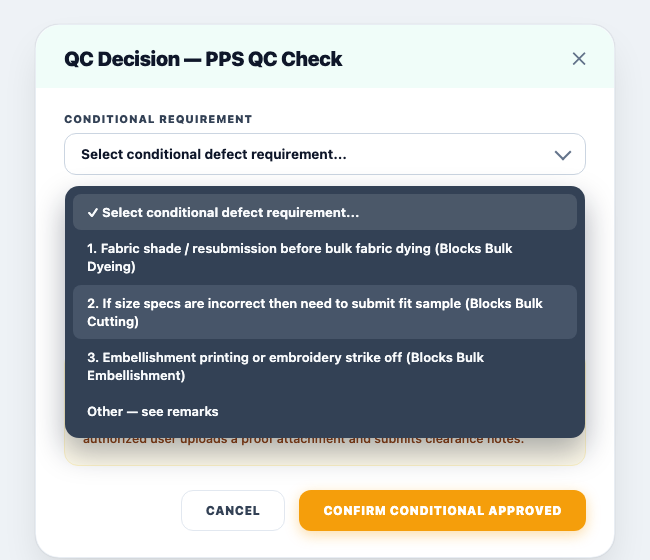 QC Decision — PPS QC Check
CONDITIONAL REQUIREMENT
Select conditional defect requirement...
✓ Select conditional defect requirement...
1. Fabric shade / resubmission before bulk fabric dying (Blocks Bulk
Dyeing)
2. If size specs are incorrect then need to submit fit sample (Blocks Bulk
Cutting)
3. Embellishment printing or embroidery strike off (Blocks Bulk
Embellishment)
Other — see remarks
authorized user uploads a proof attachment and submits clearance notes.
CANCEL
CONFIRM CONDITIONAL APPROVED